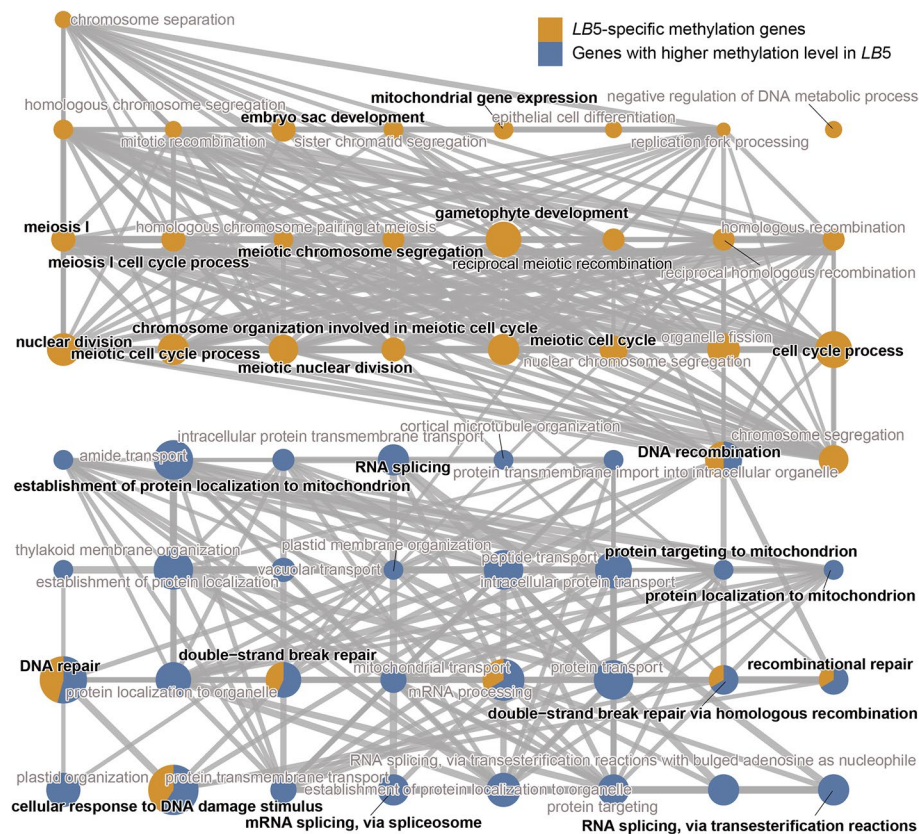 chromosome separation
LB5-specific methylation genes
Genes with higher methylation level in LB5
negative regulation of DNA metabolic process
homologous chromosome segregation
mitochondrial gene expression
embryo sac development
epithelial cell differentiation
mitotic recombination
sister chromatid segregation
replication fork processing
gametophyte development
meiosis I
homologous chromosome pairing at meiosis
homologous recombination
meiotic chromosome segregation
meiosis I cell cycle process
reciprocal meiotic recombination
reciprocal homologous recombination
chromosome organization involved in meiotic cell cycle
nuclear division
meiotic cell cycle
organelle fission
meiotic cell cycle process
cell cycle process
meiotic nuclear division
nuclear chromosome segregation
cortical microtubule organization
intracellular protein transmembrane transport
chromosome segregation
amide transport
RNA splicing
DNA recombination
protein transmembrane import into intracellular organelle
establishment of protein localization to mitochondrion
thylakoid membrane organization
plastid membrane organization
peptide transport
protein targeting to mitochondrion
vacuolar transport
establishment of protein localization
intracellular protein transport
protein localization to mitochondrion
DNA repair
double−strand break repair
mitochondrial transport
protein transport
recombinational repair
protein localization to organelle
mRNA processing
double−strand break repair via homologous recombination
RNA splicing, via transesterification reactions with bulged adenosine as nucleophile
plastid organization
protein transmembrane transport
cellular response to DNA damage stimulus
establishment of protein localization to organelle
protein targeting
mRNA splicing, via spliceosome
RNA splicing, via transesterification reactions